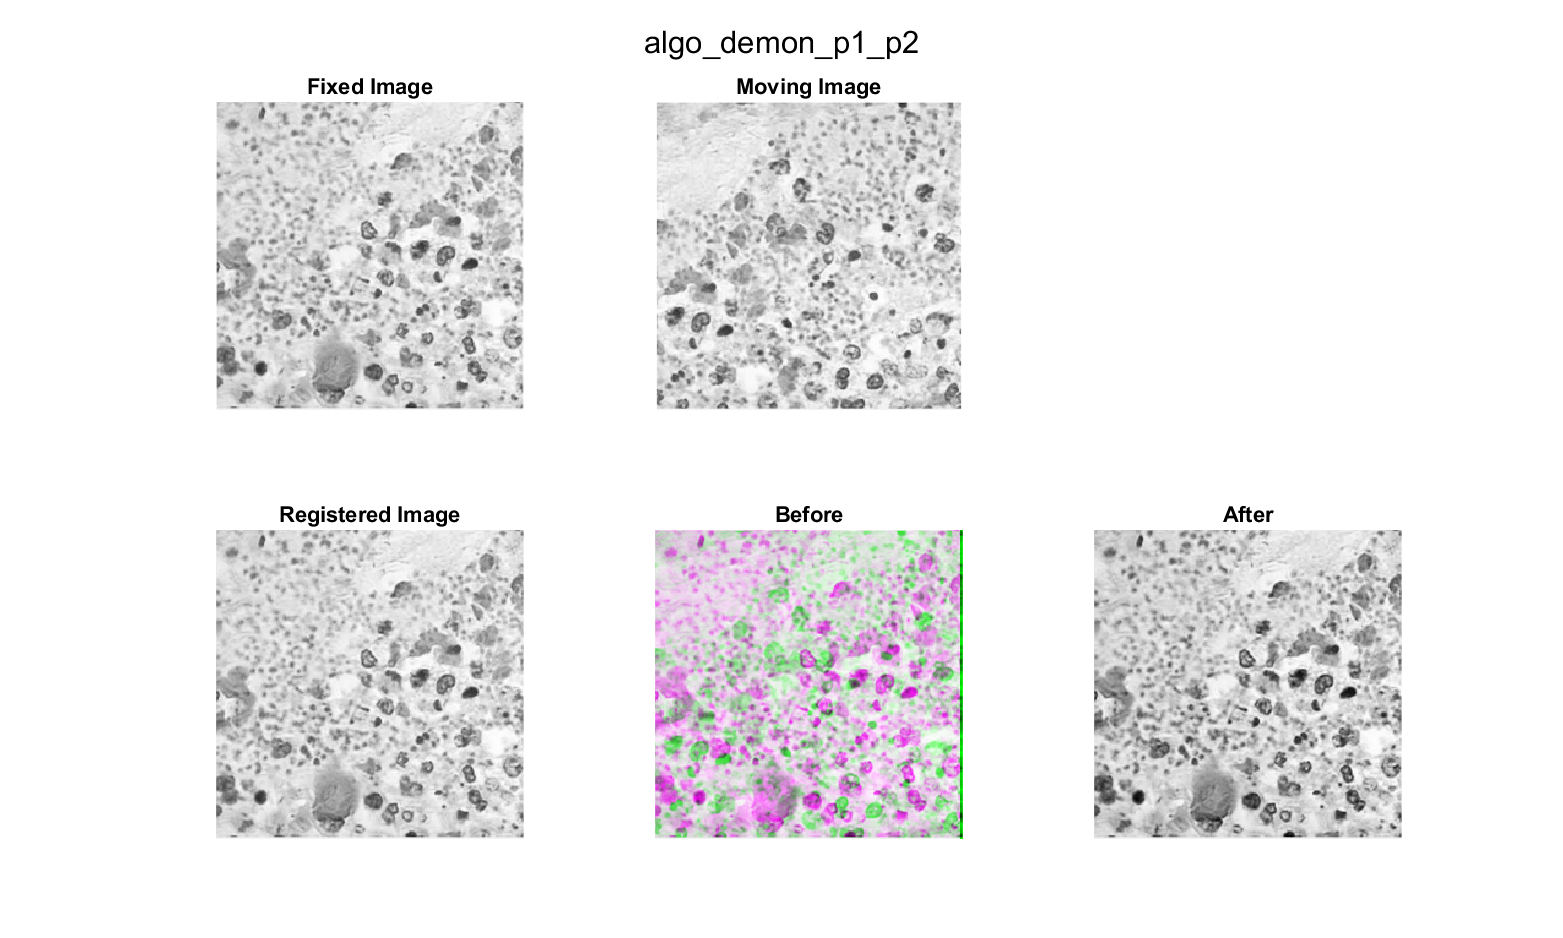 algo_demon_p1_p2
Fixed Image
Moving Image
Registered Image
Before
After